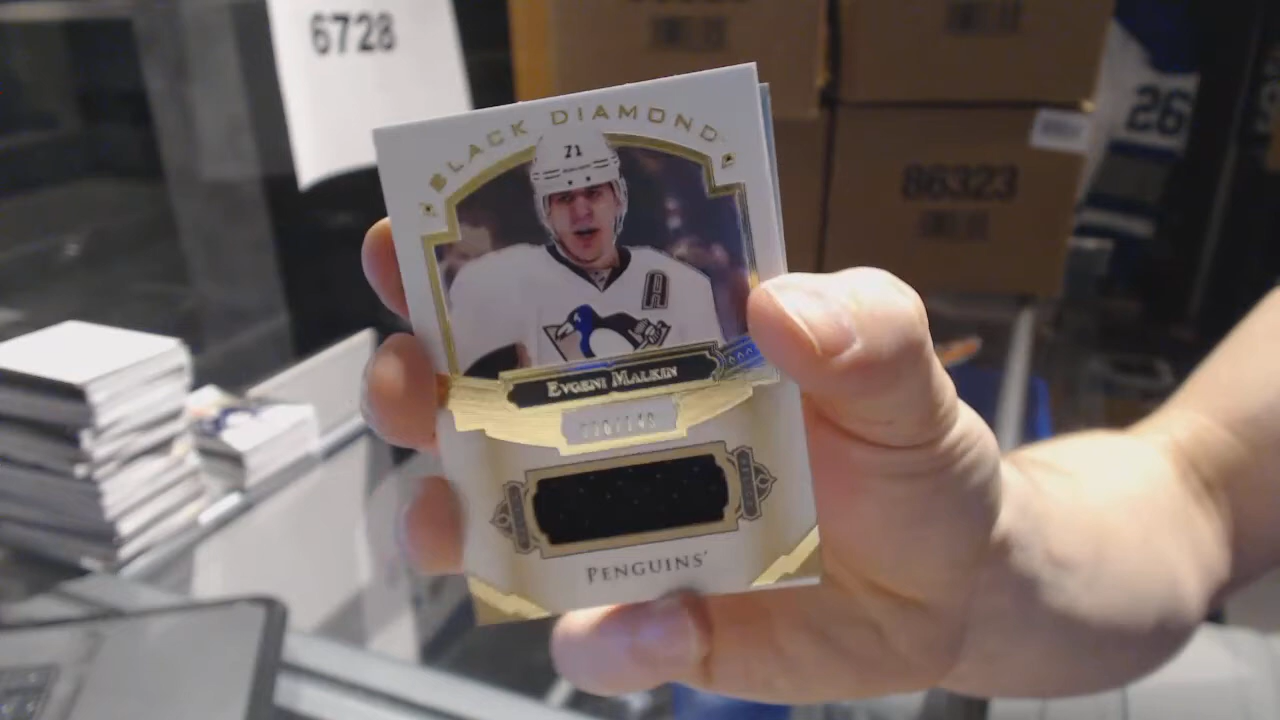 6728
BLACK DIAMOND
71
EVGENI MALKIN
PENGUINS'
26
86323